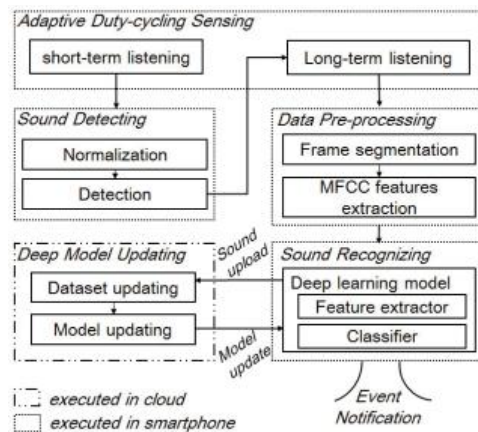 Adaptive Duty-cycling Sensing
short-term listening
Long-term listening
Sound Detecting
Normalization
Detection
Data Pre-processing
Frame segmentation
MFCC features
extraction
Deep Model Updating
Dataset updating
Model updating
Sound
upload
Model
update
Sound Recognizing
Deep learning model
Feature extractor
Classifier
executed in cloud
executed in smartphone
Event
Notification